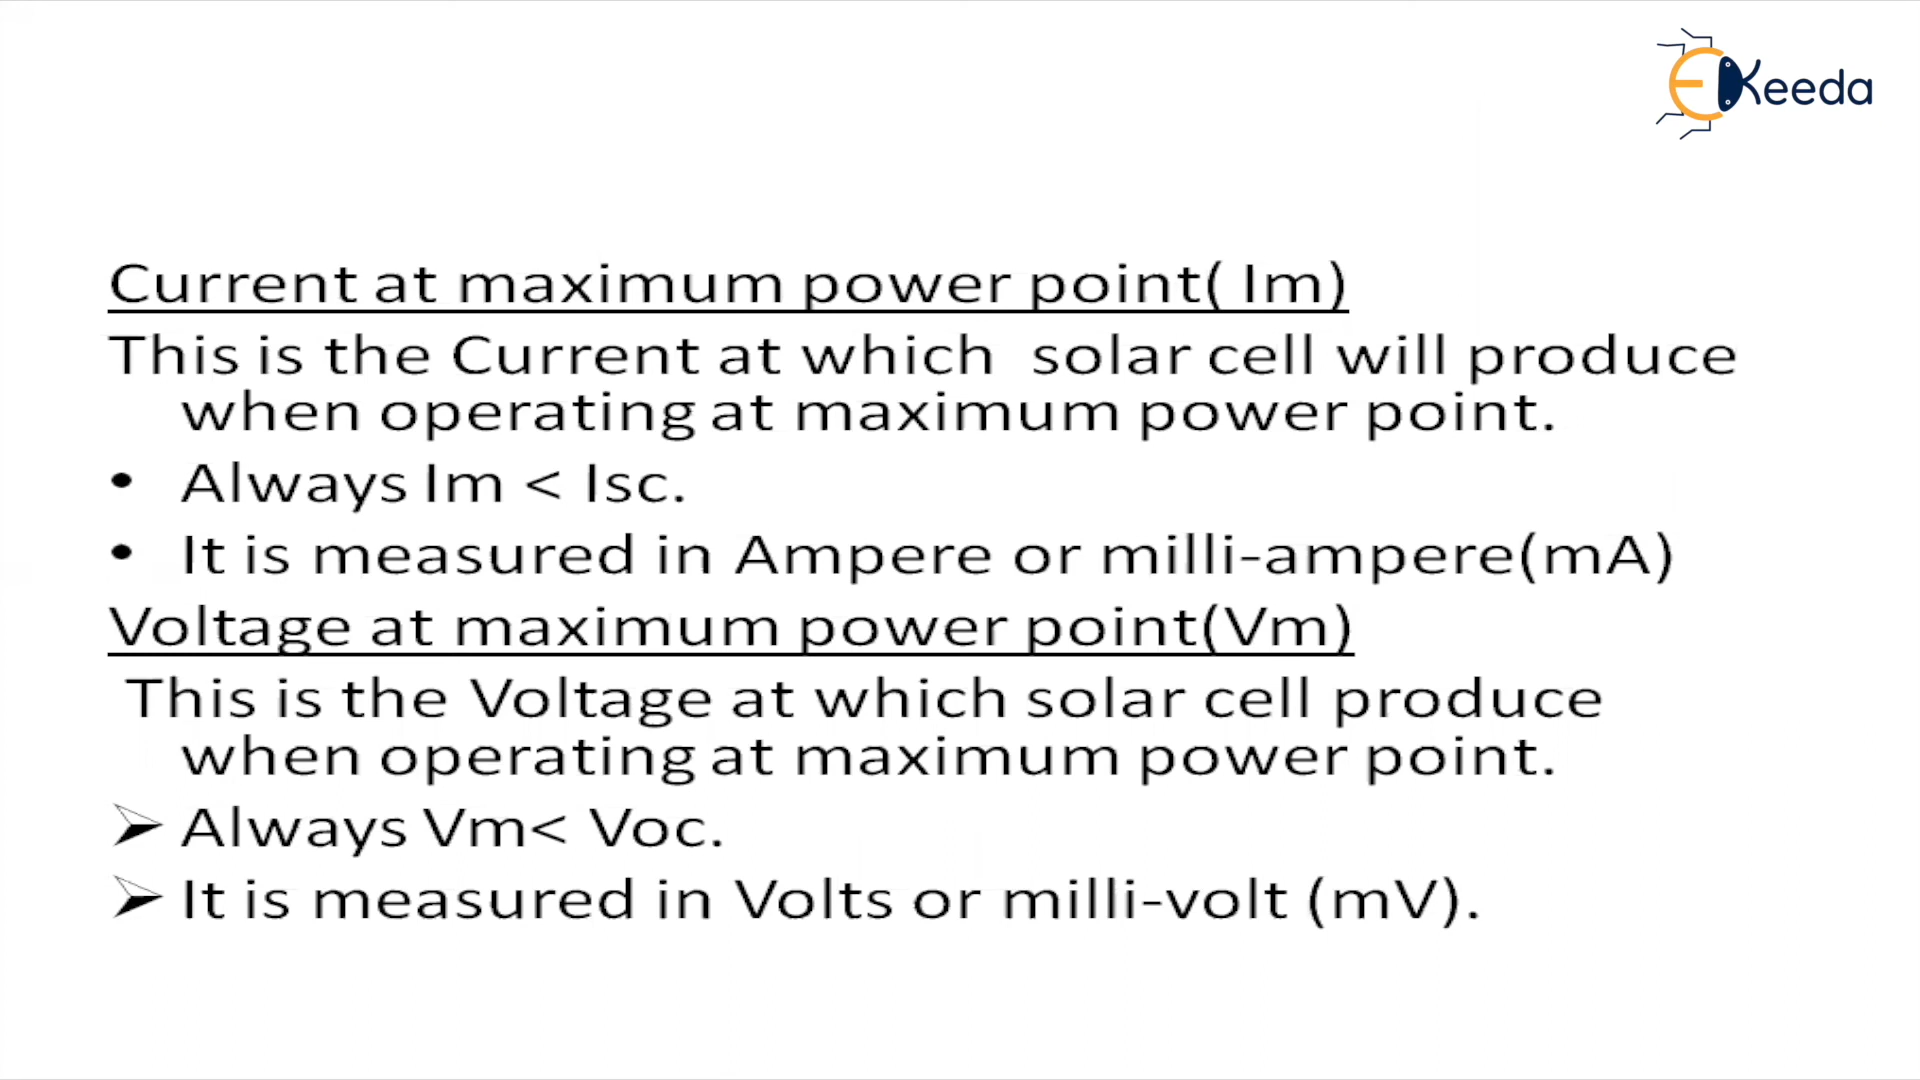 EKeeda
Current at maximum power point( Im)
This is the Current at which  solar cell will produce
when operating at maximum power point.
• Always Im < Isc.
• It is measured in Ampere or milli-ampere(mA)
Voltage at maximum power point(Vm)
This is the Voltage at which solar cell produce
when operating at maximum power point.
➢ Always Vm< Voc.
➢ It is measured in Volts or milli-volt (mV).